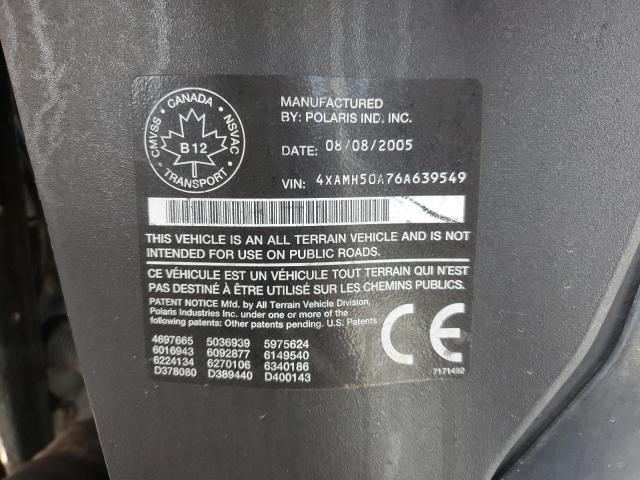 CANADA
CMVSS • NSVAC
B12
TRANSPORT
MANUFACTURED
BY: POLARIS IND. INC.
DATE: 08/08/2005
VIN: 4XAMH50A76A639549
THIS VEHICLE IS AN ALL TERRAIN VEHICLE AND IS NOT
INTENDED FOR USE ON PUBLIC ROADS.
CE VÉHICULE EST UN VÉHICULE TOUT TERRAIN QUI N'EST
PAS DESTINÉ À ÊTRE UTILISÉ SUR LES CHEMINS PUBLICS.
PATENT NOTICE Mfd. by All Terrain Vehicle Division,
Polaris Industries Inc. under one or more of the
following patents: Other patents pending. U.S. Patents
4697665 5036939 5975624
6016943 6092877 6149540
6224134 6270106 6340186
D378080 D389440 D400143
CE
7171492